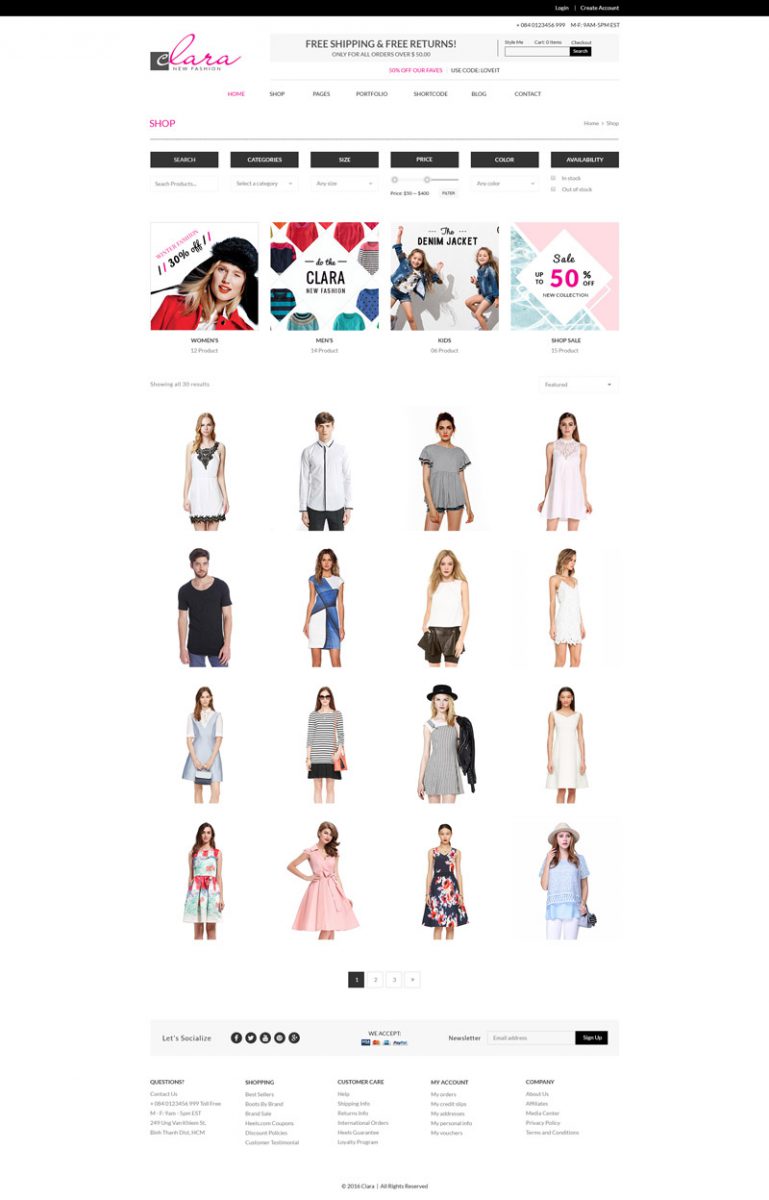 Login | Create Account
+ 084 0123456 999 M-F: 9AM-5PM EST
clara
NEW FASHION
FREE SHIPPING & FREE RETURNS!
ONLY FOR ALL ORDERS OVER $ 50.00
Style Me Cart: 0 Items Checkout
Search
50% OFF OUR FAVES | USE CODE: LOVEIT
HOME SHOP PAGES PORTFOLIO SHORTCODE BLOG CONTACT
SHOP
Home > Shop
SEARCH CATEGORIES SIZE PRICE COLOR AVAILABILITY
Seach Products... Select a category Any size Any color
Price: $50 — $400 FILTER
In stock
Out of stock
WINTER FASHION
// 30% off //
- do the -
CLARA
NEW FASHION
The
DENIM JACKET
Sale
UP TO 50 % OFF
NEW COLLECTION
WOMEN'S MEN'S KIDS SHOP SALE
12 Product 14 Product 06 Product 15 Product
Showing all 30 results
Featured
1 2 3 >
Let's Socialize
WE ACCEPT:
VISA PayPal
Newsletter Email address Sign Up
QUESTIONS?
Contact Us
+ 084 0123456 999 Toll Free
M - F: 9am - 5pm EST
249 Ung VanKhiem St.
Binh Thanh Dist, HCM
SHOPPING
Best Sellers
Boots By Brand
Brand Sale
Heels.com Coupons
Discount Policies
Customer Testimonial
CUSTOMER CARE
Help
Shipping Info
Returns Info
International Orders
Heels Guarantee
Loyalty Program
MY ACCOUNT
My orders
My credit slips
My addresses
My personal info
My vouchers
COMPANY
About Us
Affiliates
Media Center
Privacy Policy
Terms and Conditions
© 2016 Clara | All Rights Reserved